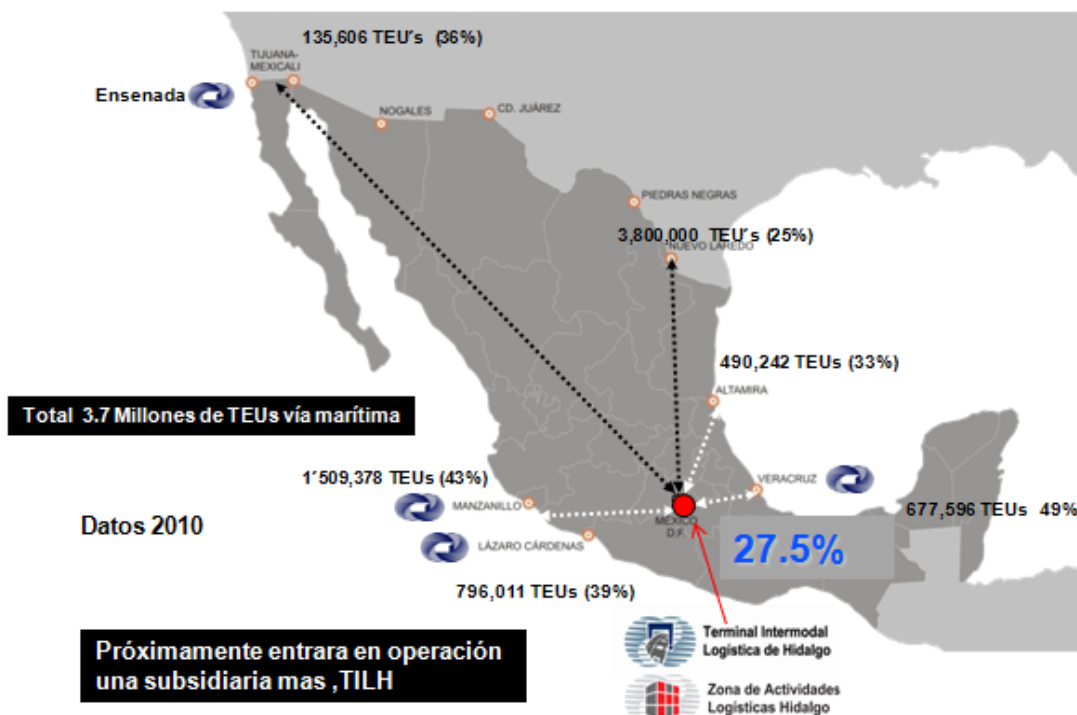 135,606 TEU's (36%)
TIJUANA-
MEXICALI
Ensenada
NOGALES
CD. JUÁREZ
PIEDRAS NEGRAS
3,800,000 TEU's (25%)
NUEVO LAREDO
490,242 TEUs (33%)
ALTAMIRA
Total 3.7 Millones de TEUs vía marítima
1´509,378 TEUs (43%)
VERACRUZ
MANZANILLO
677,596 TEUs 49%
Datos 2010
MÉXICO
D.F.
27.5%
LÁZARO CÁRDENAS
796,011 TEUs (39%)
Terminal Intermodal
Logística de Hidalgo
Próximamente entrara en operación
una subsidiaria mas ,TILH
Zona de Actividades
Logísticas Hidalgo